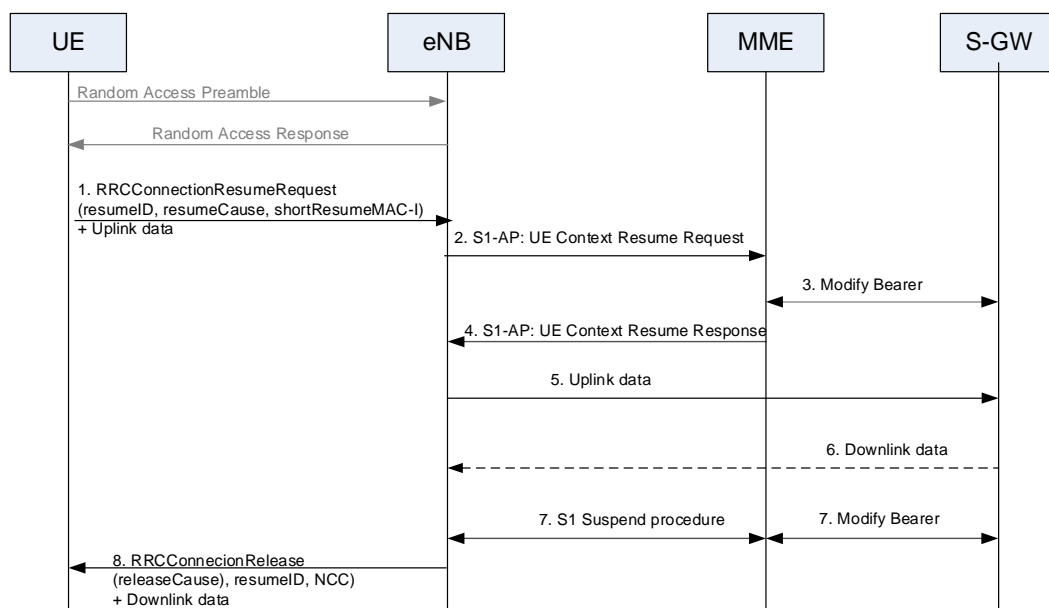 UE
eNB
MME
S-GW
Random Access Preamble
Random Access Response
1. RRCConnectionResumeRequest
(resumeID, resumeCause, shortResumeMAC-I)
+ Uplink data
2. S1-AP: UE Context Resume Request
3. Modify Bearer
4. S1-AP: UE Context Resume Response
5. Uplink data
6. Downlink data
7. S1 Suspend procedure
7. Modify Bearer
8. RRCConnecionRelease
(releaseCause), resumeID, NCC)
+ Downlink data